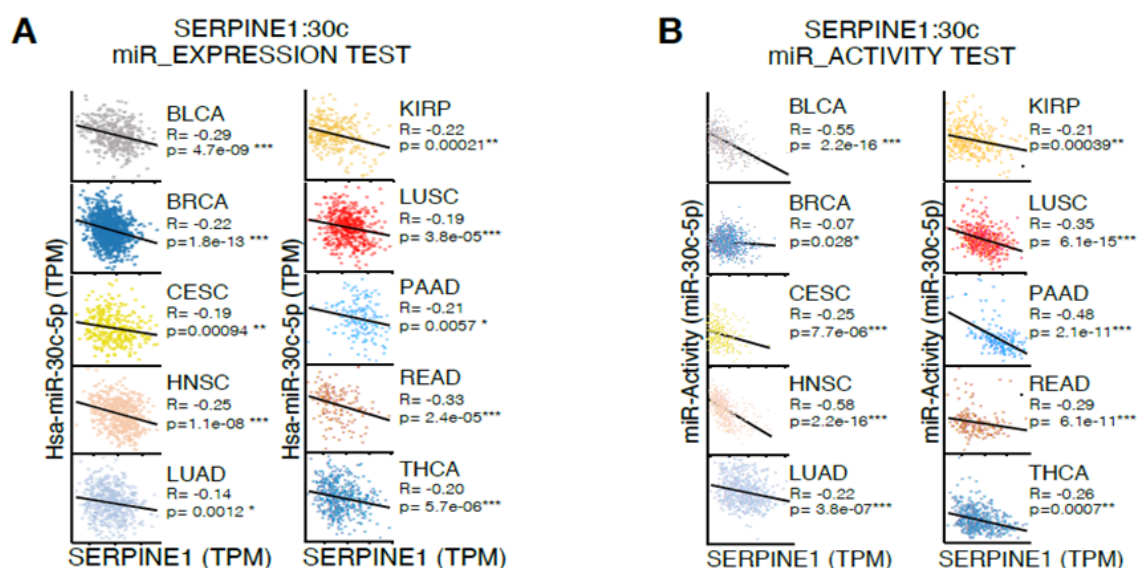 A
SERPINE1:30c
miR_EXPRESSION TEST
Hsa-miR-30c-5p (TPM)
BLCA
R= -0.29
p= 4.7e-09 ***
BRCA
R= -0.22
p=1.8e-13 ***
CESC
R= -0.19
p=0.00094 **
HNSC
R= -0.25
p=1.1e-08 ***
LUAD
R= -0.14
p= 0.0012 *
SERPINE1 (TPM)
Hsa-miR-30c-5p (TPM)
KIRP
R= -0.22
p= 0.00021**
LUSC
R= -0.19
p= 3.8e-05***
PAAD
R= -0.21
p= 0.0057 *
READ
R= -0.33
p= 2.4e-05***
THCA
R= -0.20
p= 5.7e-06***
SERPINE1 (TPM)
B
SERPINE1:30c
miR_ACTIVITY TEST
miR-Activity (miR-30c-5p)
BLCA
R= -0.55
p= 2.2e-16 ***
BRCA
R= -0.07
p=0.028*
CESC
R= -0.25
p=7.7e-06***
HNSC
R= -0.58
p=2.2e-16***
LUAD
R= -0.22
p= 3.8e-07***
SERPINE1 (TPM)
miR-Activity (miR-30c-5p)
KIRP
R= -0.21
p=0.00039**
LUSC
R= -0.35
p= 6.1e-15***
PAAD
R= -0.48
p= 2.1e-11***
READ
R= -0.29
p= 6.1e-11***
THCA
R= -0.26
p=0.0007**
SERPINE1 (TPM)